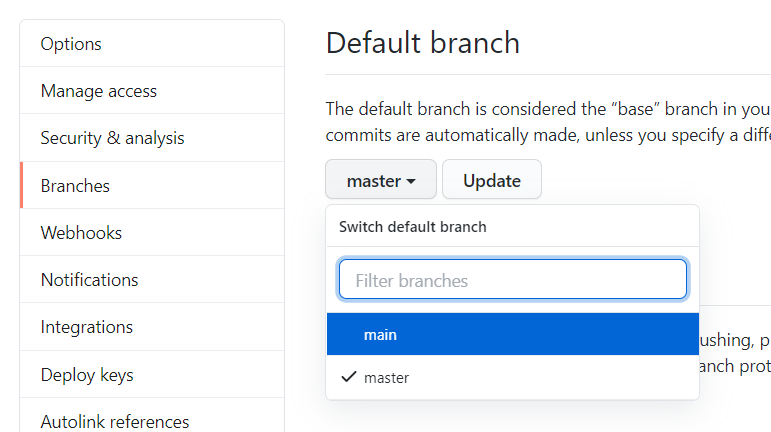 Options
Manage access
Security & analysis
Branches
Webhooks
Notifications
Integrations
Deploy keys
Autolink references
Default branch
The default branch is considered the “base” branch in you
commits are automatically made, unless you specify a diffe
master
Update
Switch default branch
Filter branches
main
master
ushing, p
anch prot